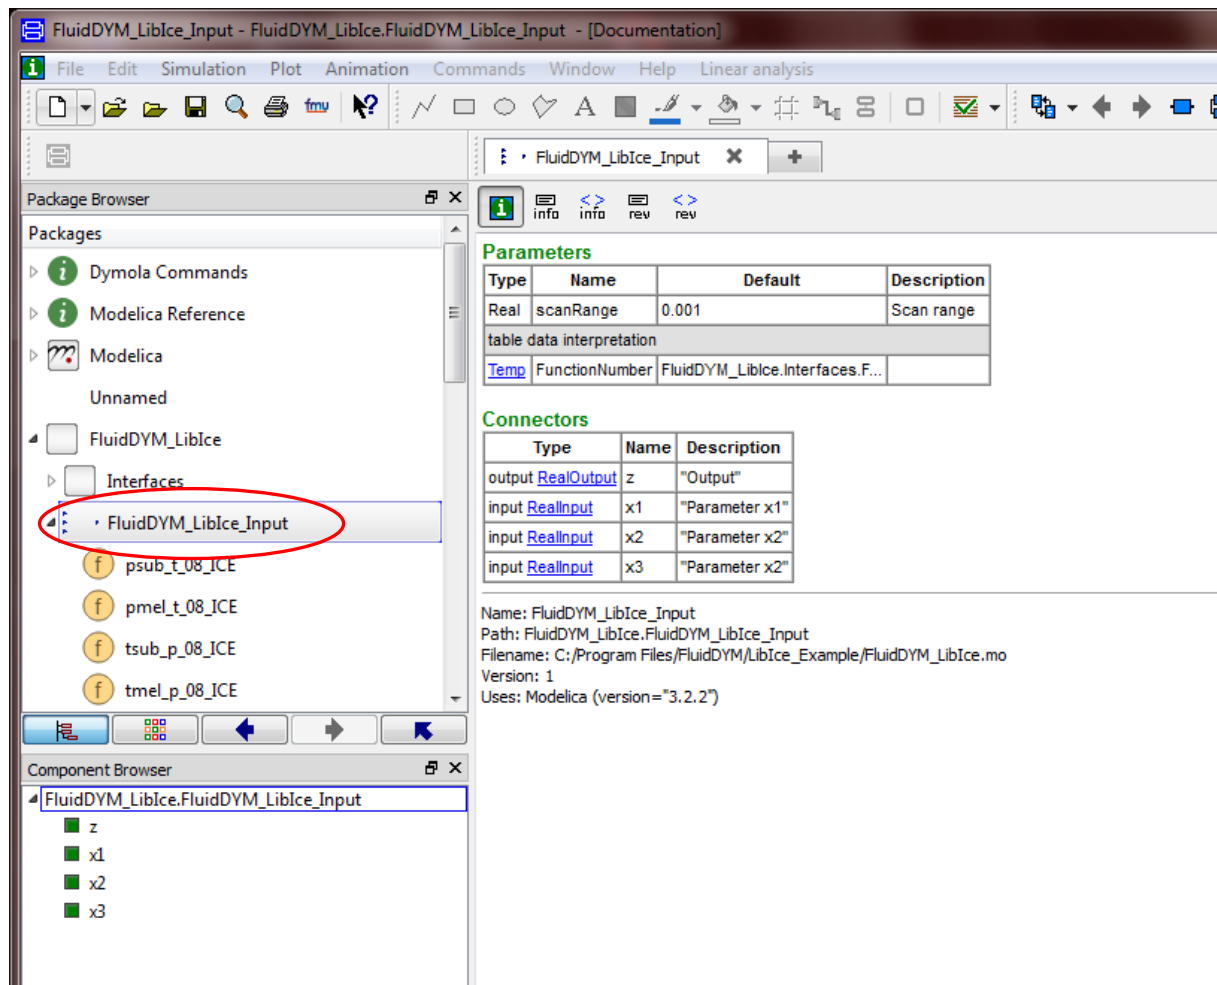 FluidDYM_LibIce_Input - FluidDYM_LibIce.FluidDYM_LibIce_Input - [Documentation]
File Edit Simulation Plot Animation Commands Window Help Linear analysis
fmu A
FluidDYM_LibIce_Input
Package Browser
info info rev rev
Packages
Dymola Commands
Modelica Reference
Modelica
Unnamed
FluidDYM_LibIce
Interfaces
FluidDYM_LibIce_Input
f psub_t_08_ICE
f pmel_t_08_ICE
f tsub_p_08_ICE
f tmel_p_08_ICE
Parameters
Type Name Default Description
Real scanRange 0.001 Scan range
table data interpretation
Temp FunctionNumber FluidDYM_LibIce.Interfaces.F...
Connectors
Type Name Description
output RealOutput z "Output"
input RealInput x1 "Parameter x1"
input RealInput x2 "Parameter x2"
input RealInput x3 "Parameter x2"
Name: FluidDYM_LibIce_Input
Path: FluidDYM_LibIce.FluidDYM_LibIce_Input
Filename: C:/Program Files/FluidDYM/LibIce_Example/FluidDYM_LibIce.mo
Version: 1
Uses: Modelica (version="3.2.2")
Component Browser
FluidDYM_LibIce.FluidDYM_LibIce_Input
z
x1
x2
x3